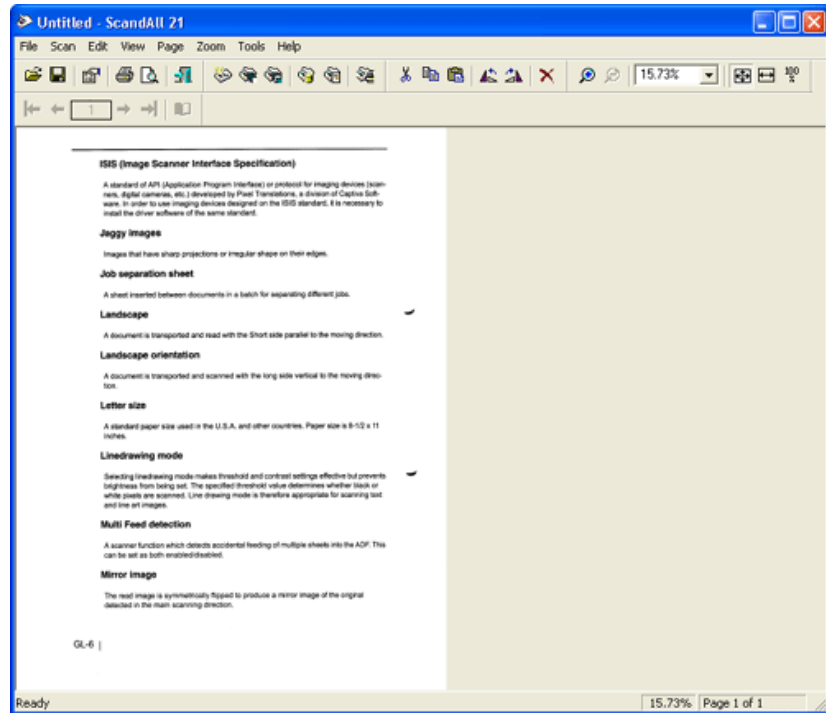 Untitled - ScandAll 21
File Scan Edit View Page Zoom Tools Help
15.73%
100 %
1
ISIS (Image Scanner Interface Specification)
A standard of API (Application Program Interface) or protocol for imaging devices (scan-
ners, digital cameras, etc.) developed by Pixel Translations, a division of Captiva Soft-
ware. In order to use imaging devices designed on the ISIS standard, it is necessary to
install the driver software of the same standard.
Jaggy images
Images that have sharp projections or irregular shape on their edges.
Job separation sheet
A sheet inserted between documents in a batch for separating different jobs.
Landscape
A document is transported and read with the Short side parallel to the moving direction.
Landscape orientation
A document is transported and scanned with the long side vertical to the moving direc-
tion.
Letter size
A standard paper size used in the U.S.A. and other countries. Paper size is 8-1/2 x 11
inches.
Linedrawing mode
Selecting linedrawing mode makes threshold and contrast settings effective but prevents
brightness from being set. The specified threshold value determines whether black or
white pixels are scanned. Line drawing mode is therefore appropriate for scanning text
and line art images.
Multi Feed detection
A scanner function which detects accidental feeding of multiple sheets into the ADF. This
can be set as both enabled/disabled.
Mirror image
The read image is symmetrically flipped to produce a mirror image of the original
detected in the main scanning direction.
GL-6 |
Ready 15.73% Page 1 of 1